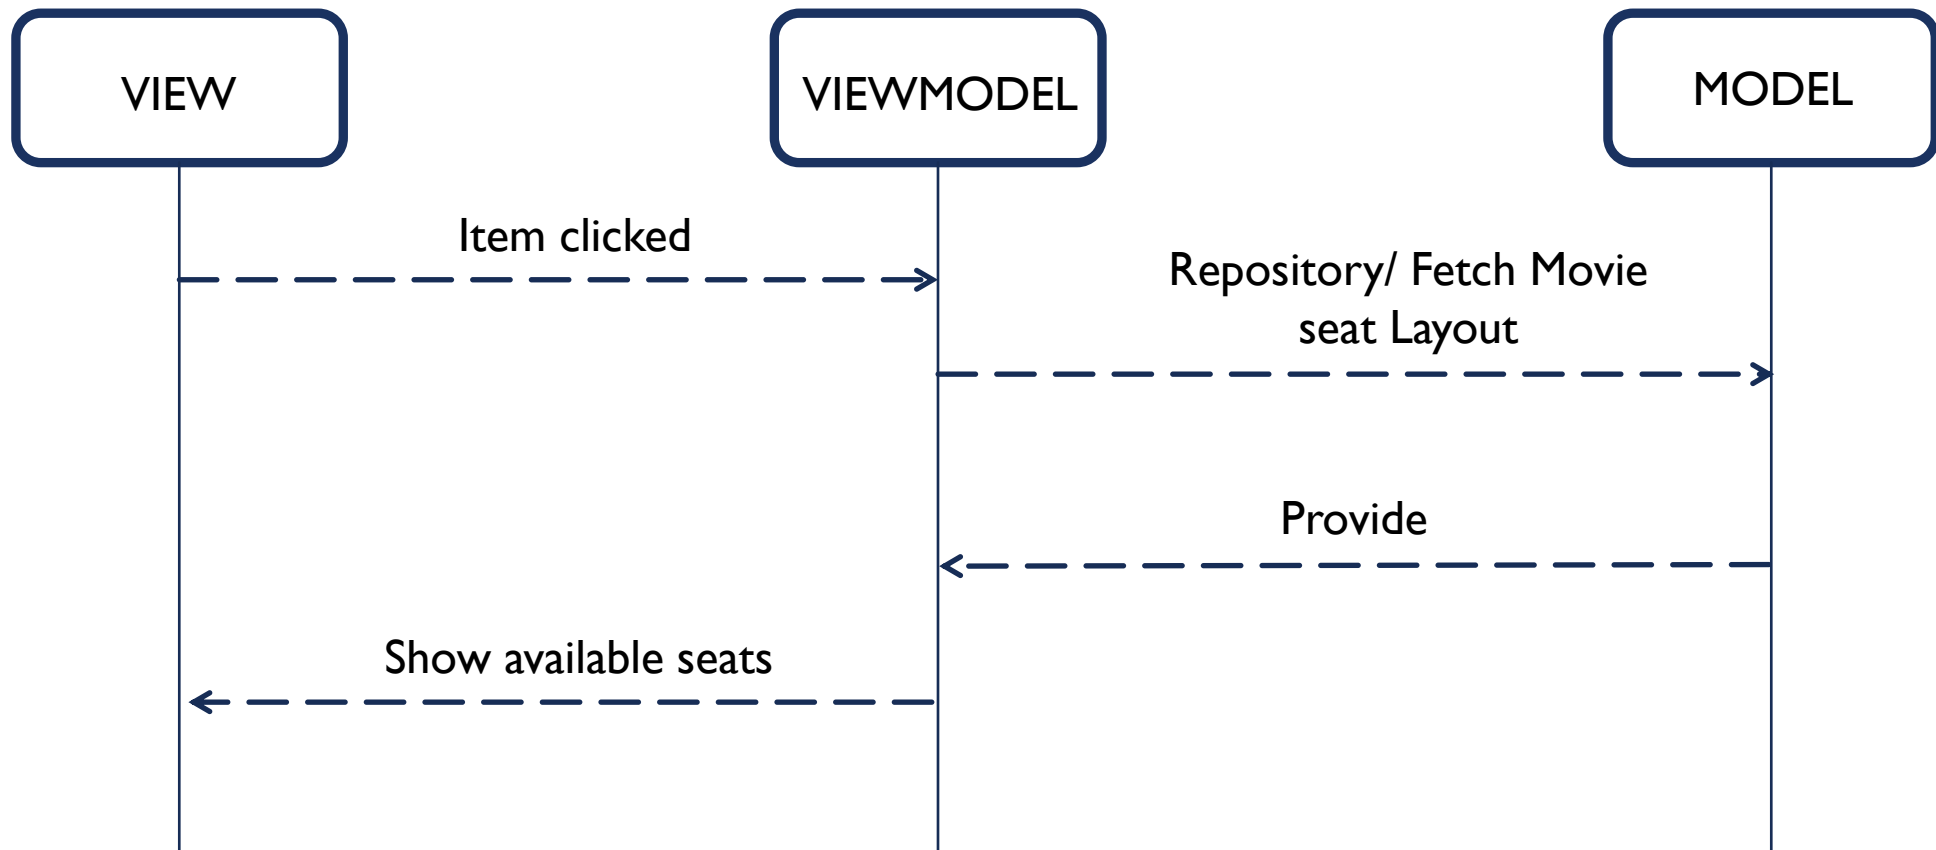 VIEW
VIEWMODEL
MODEL
Item clicked
Repository/ Fetch Movie
seat Layout
Provide
Show available seats